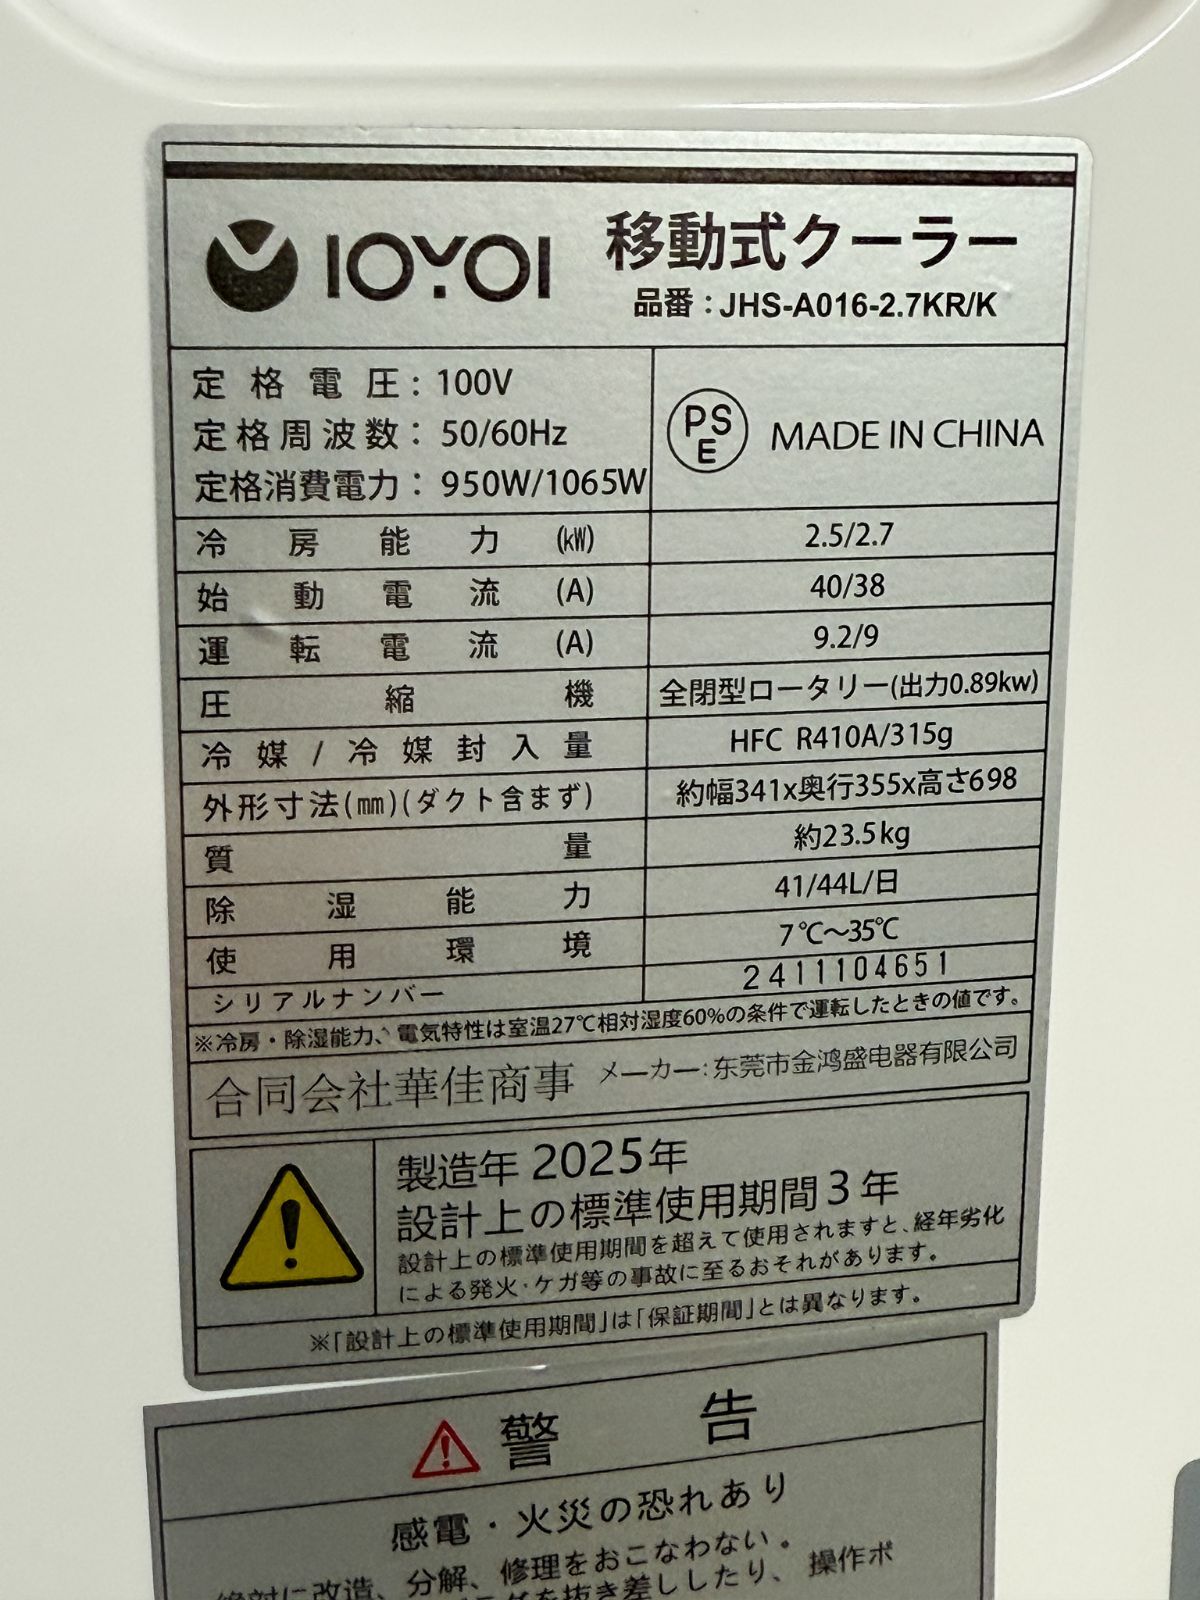 IOYOI
移動式クーラー
品番：JHS-A016-2.7KR/K
定格電圧：100V
定格周波数：50/60Hz
定格消費電力：950W/1065W
PSE MADE IN CHINA
冷房能力(㎾) 2.5/2.7
始動電流(A) 40/38
運転電流(A) 9.2/9
圧縮機 全閉型ロータリー(出力0.89kw)
冷媒/冷媒封入量 HFC R410A/315g
外形寸法(㎜)(ダクト含まず) 約幅341x奥行355x高さ698
質量 約23.5kg
除湿能力 41/44L/日
使用環境 7℃～35℃
シリアルナンバー 2411104651
※冷房・除湿能力、電気特性は室温27℃相対湿度60%の条件で運転したときの値です。
合同会社華佳商事 メーカー：东莞市金鸿盛电器有限公司
製造年 2025年
設計上の標準使用期間 3 年
設計上の標準使用期間を超えて使用されますと、経年劣化
による発火・ケガ等の事故に至るおそれがあります。
※「設計上の標準使用期間」は「保証期間」とは異なります。
警告
感電・火災の恐れあり
絶対に改造、分解、修理をおこなわない。
を抜き差ししたり、操作ボ